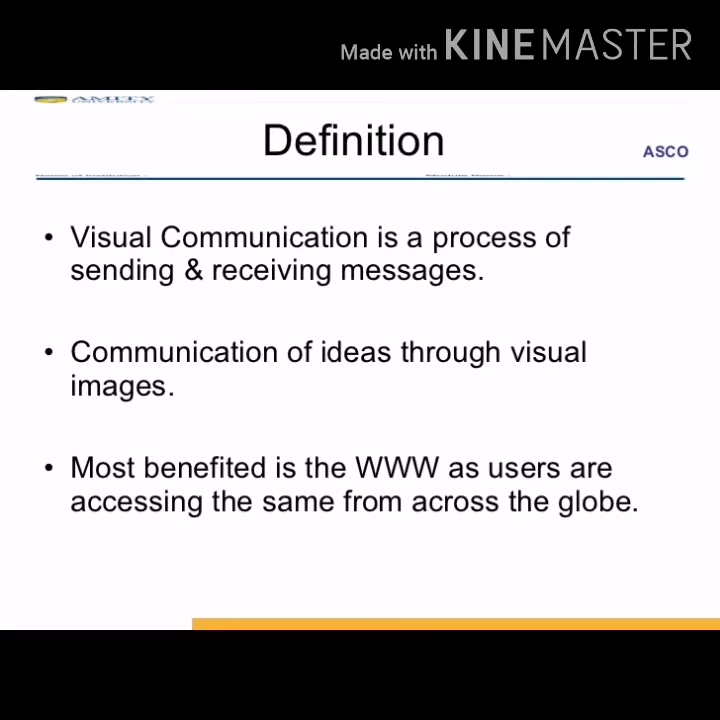 Made with KINEMASTER
AMITY
Definition
ASCO
• Visual Communication is a process of
sending & receiving messages.
• Communication of ideas through visual
images.
• Most benefited is the WWW as users are
accessing the same from across the globe.